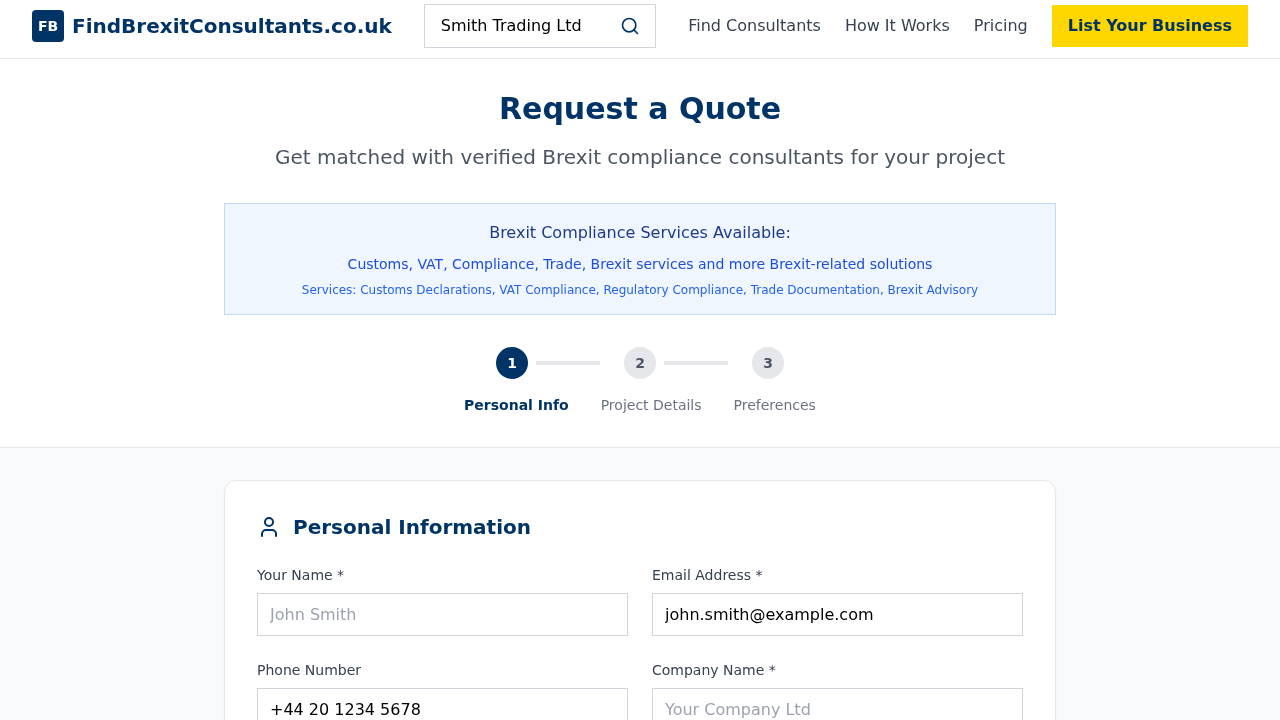 FB FindBrexitConsultants.co.uk Smith Trading Ltd Find Consultants How It Works Pricing List Your Business
Request a Quote
Get matched with verified Brexit compliance consultants for your project
Brexit Compliance Services Available:
Customs, VAT, Compliance, Trade, Brexit services and more Brexit-related solutions
Services: Customs Declarations, VAT Compliance, Regulatory Compliance, Trade Documentation, Brexit Advisory
1 2 3
Personal Info Project Details Preferences
Personal Information
Your Name * Email Address *
John Smith john.smith@example.com
Phone Number Company Name *
+44 20 1234 5678 Your Company Ltd